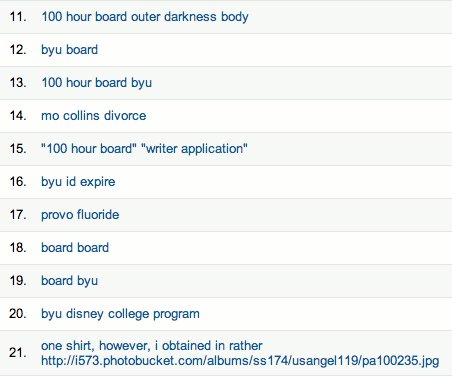 11. 100 hour board outer darkness body
12. byu board
13. 100 hour board byu
14. mo collins divorce
15. "100 hour board" "writer application"
16. byu id expire
17. provo fluoride
18. board board
19. board byu
20. byu disney college program
21. one shirt, however, i obtained in rather
http://i573.photobucket.com/albums/ss174/usangel119/pa100235.jpg